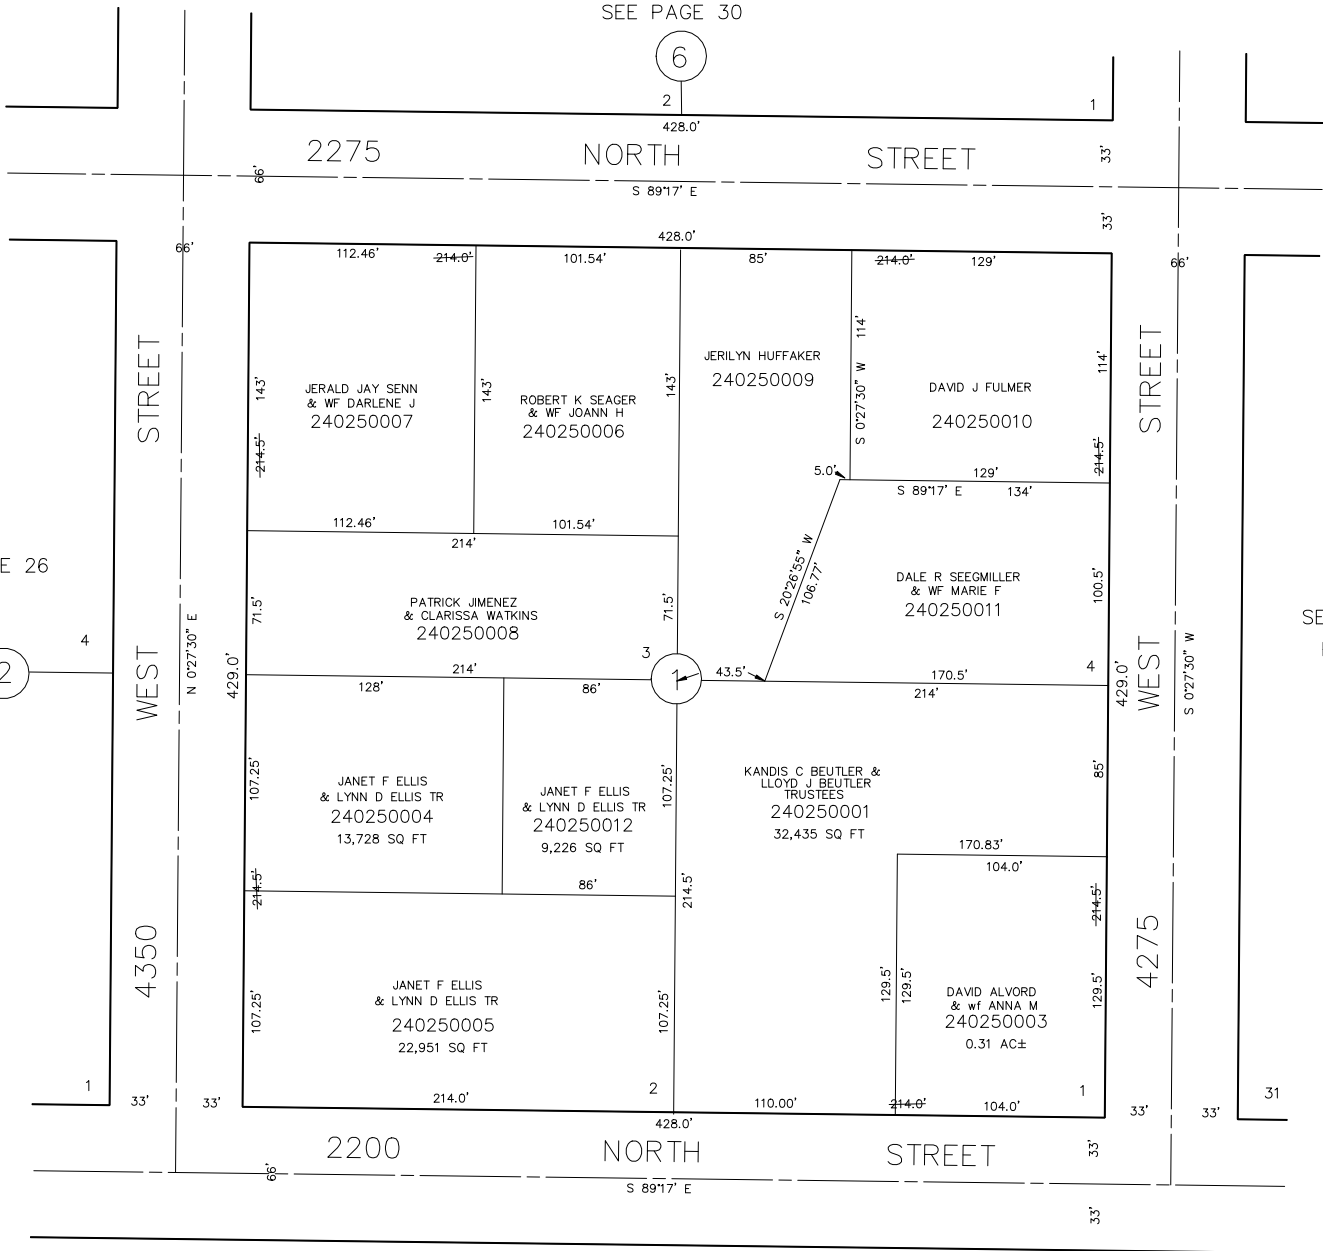 SEE PAGE 30
6
2
1
428.0'
2275 NORTH STREET
33'
66'
S 89°17' E
33'
66'
428.0'
66'
112.46'
214.0'
101.54'
85'
214.0'
129'
STREET
143'
214.5'
JERALD JAY SENN
& WF DARLENE J
240250007
143'
ROBERT K SEAGER
& WF JOANN H
240250006
143'
JERILYN HUFFAKER
240250009
S 0°27'30" W 114'
DAVID J FULMER
240250010
114'
214.5'
STREET
5.0'
129'
S 89°17' E
134'
112.46'
101.54'
214'
E 26
S 20°26'55" W
106.77'
DALE R SEEGMILLER
& WF MARIE F
240250011
100.5'
PATRICK JIMENEZ
& CLARISSA WATKINS
240250008
71.5'
71.5'
SE
4
2
N 0°27'30" E
WEST
429.0'
214'
3
1
43.5'
170.5'
4
214'
429.0'
WEST
S 0°27'30" W
128'
86'
107.25'
JANET F ELLIS
& LYNN D ELLIS TR
240250004
13,728 SQ FT
JANET F ELLIS
& LYNN D ELLIS TR
240250012
9,226 SQ FT
107.25'
KANDIS C BEUTLER &
LLOYD J BEUTLER
TRUSTEES
240250001
32,435 SQ FT
85'
170.83'
104.0'
214.5'
86'
214.5'
214.5'
4350
4275
107.25'
JANET F ELLIS
& LYNN D ELLIS TR
240250005
22,951 SQ FT
107.25'
129.5'
129.5'
DAVID ALVORD
& wf ANNA M
240250003
0.31 AC±
129.5'
1
33'
33'
214.0'
2
110.00'
214.0'
104.0'
1
33'
33'
31
428.0'
2200 NORTH STREET
33'
66'
S 89°17' E
33'